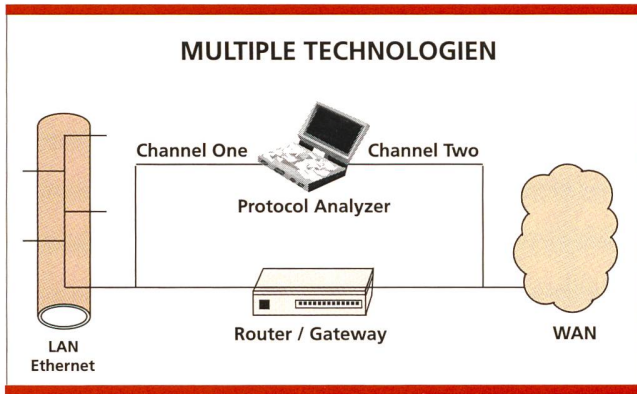 MULTIPLE TECHNOLOGIEN
Channel One
Channel Two
Protocol Analyzer
Router / Gateway
WAN
LAN
Ethernet